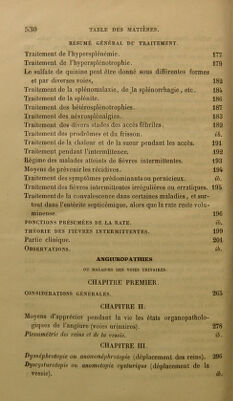 530 TABLE DES MATIÈRES.
RÉSUMÉ GÉNÉRAL DU TRAITEMENT.
Traitement de l'hypersplénémie. 177
Traitement de l'hypersplénotrophie. 179
Le sulfate de quinine peut être donné sous différentes formes
et par diverses voies, 182
Traitement de la splénomalaxie, de la splénorrhagie, etc. 184
Traitement de la splénite. 186
Traitement des hétérosplénotrophies. 187
Traitement des névrosplénalgies. 183
Traitement des divers stades des accès fébriles. 189
Traitement des prodrômes et du frisson. ib.
Traitement de la chaleur et de la sueur pendant les accès. 191
Traitement pendant l'intermittence. 192
Régime des malades atteints de fièvres intermittentes. 193
Moyens de prévenir les récidives. 194
Traitement des symptômes prédominants ou pernicieux. ib.
Traitement des fièvres intermittentes irrégulières ou erratiques. 195
Traitement de la convalescence dans certaines maladies, et sur-
tout dans l'entérite septicémique, alors que la rate reste volu-
mineuse. 196
FONCTIONS PRÉSUMÉES DE LA RATE. ib.
THÉORIE DES FIÈVRES INTERMITTENTES. 199
Partie clinique. 201
OBSERVATIONS. ib.
ANGIUROPATHIES
OU MALADIES DES VOIES URINAIRES.
CHAPITRE PREMIER.
CONSIDÉRATIONS GÉNÉRALES. 265
CHAPITRE II.
Moyens d'apprécier pendant la vie les états organopatholo-
giques de l'angiure (voies urinaires). 278
Plessimétrie des reins et de la vessie. ib.
CHAPITRE III.
Dysnéphrotopie ou anomonéphrotopie (déplacement des reins). 296
Dyscysturotopie ou anomotopie cysturique (déplacement de la
vessie). ib.